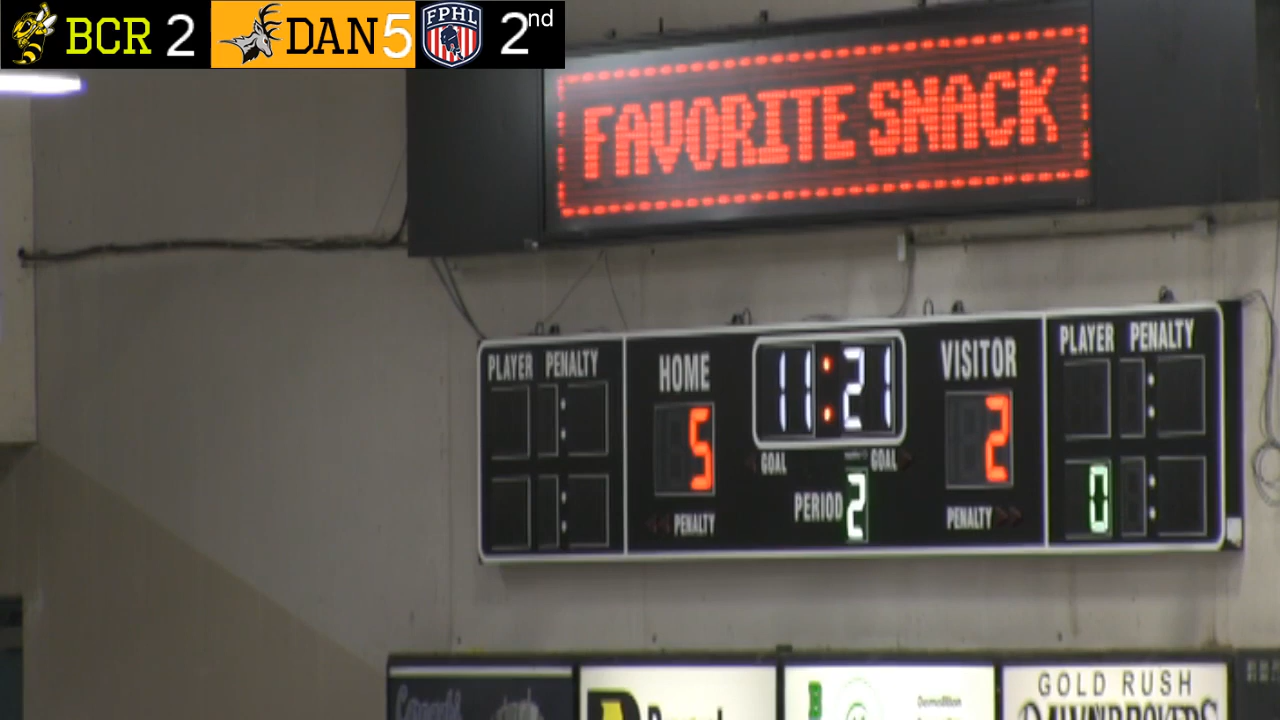 BCR 2 DAN 5 FPHL 2nd
FAVORITE SNACK
PLAYER PENALTY HOME 11:21 VISITOR PLAYER PENALTY
5 2
GOAL GOAL
PERIOD 2 0
PENALTY PENALTY
GOLD RUSH